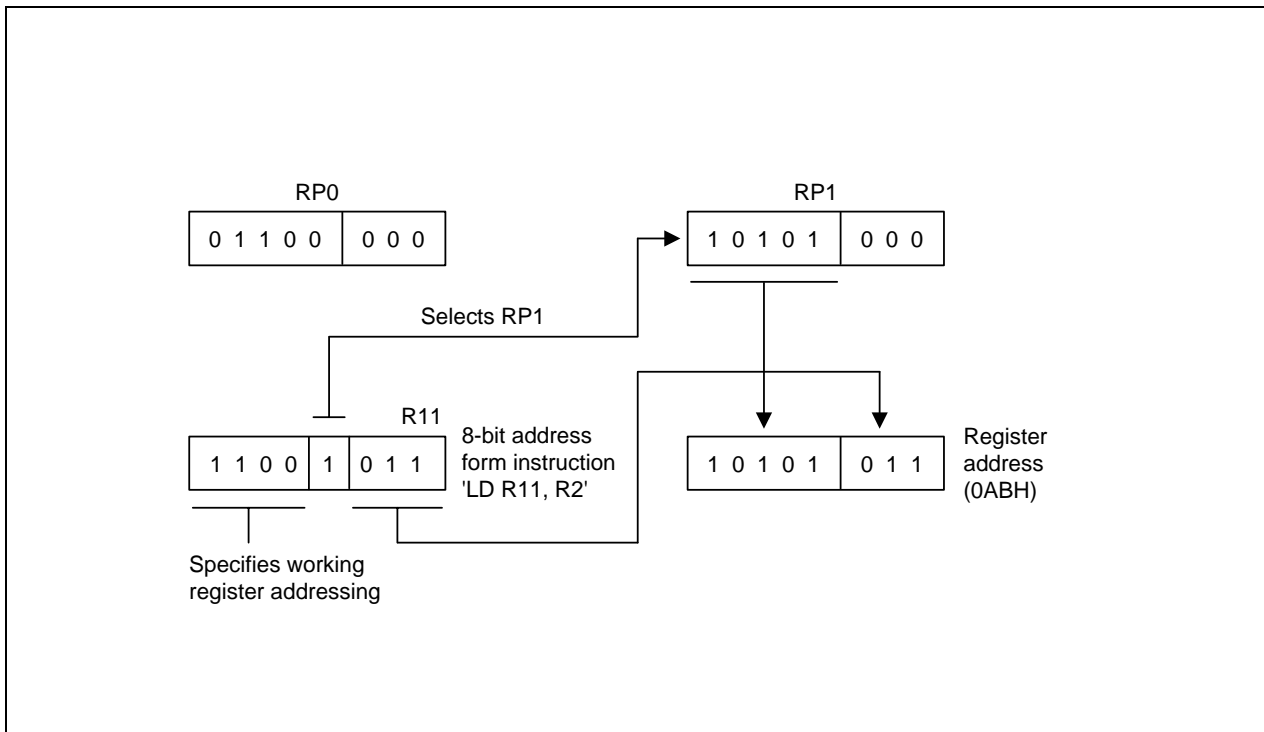 RP0
0 1 1 0 0 0 0 0
RP1
1 0 1 0 1 0 0 0
Selects RP1
R11
1 1 0 0 1 0 1 1
8-bit address
form instruction
'LD R11, R2'
1 0 1 0 1 0 1 1
Register
address
(0ABH)
Specifies working
register addressing